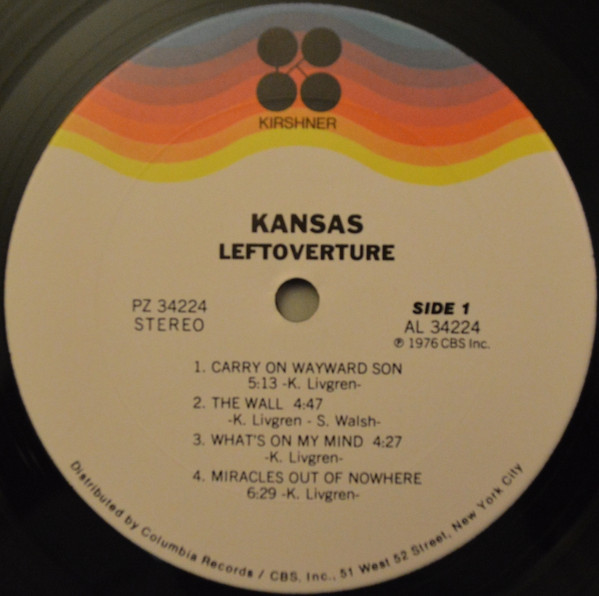 KIRSHNER
KANSAS
LEFTOVERTURE
PZ 34224
STEREO
SIDE 1
AL 34224
℗ 1976 CBS Inc.
1. CARRY ON WAYWARD SON
5:13 -K. Livgren-
2. THE WALL 4:47
-K. Livgren - S. Walsh-
3. WHAT'S ON MY MIND 4:27
-K. Livgren-
4. MIRACLES OUT OF NOWHERE
6:29 -K. Livgren-
Distributed by Columbia Records / CBS, Inc., 51 West 52 Street, New York City